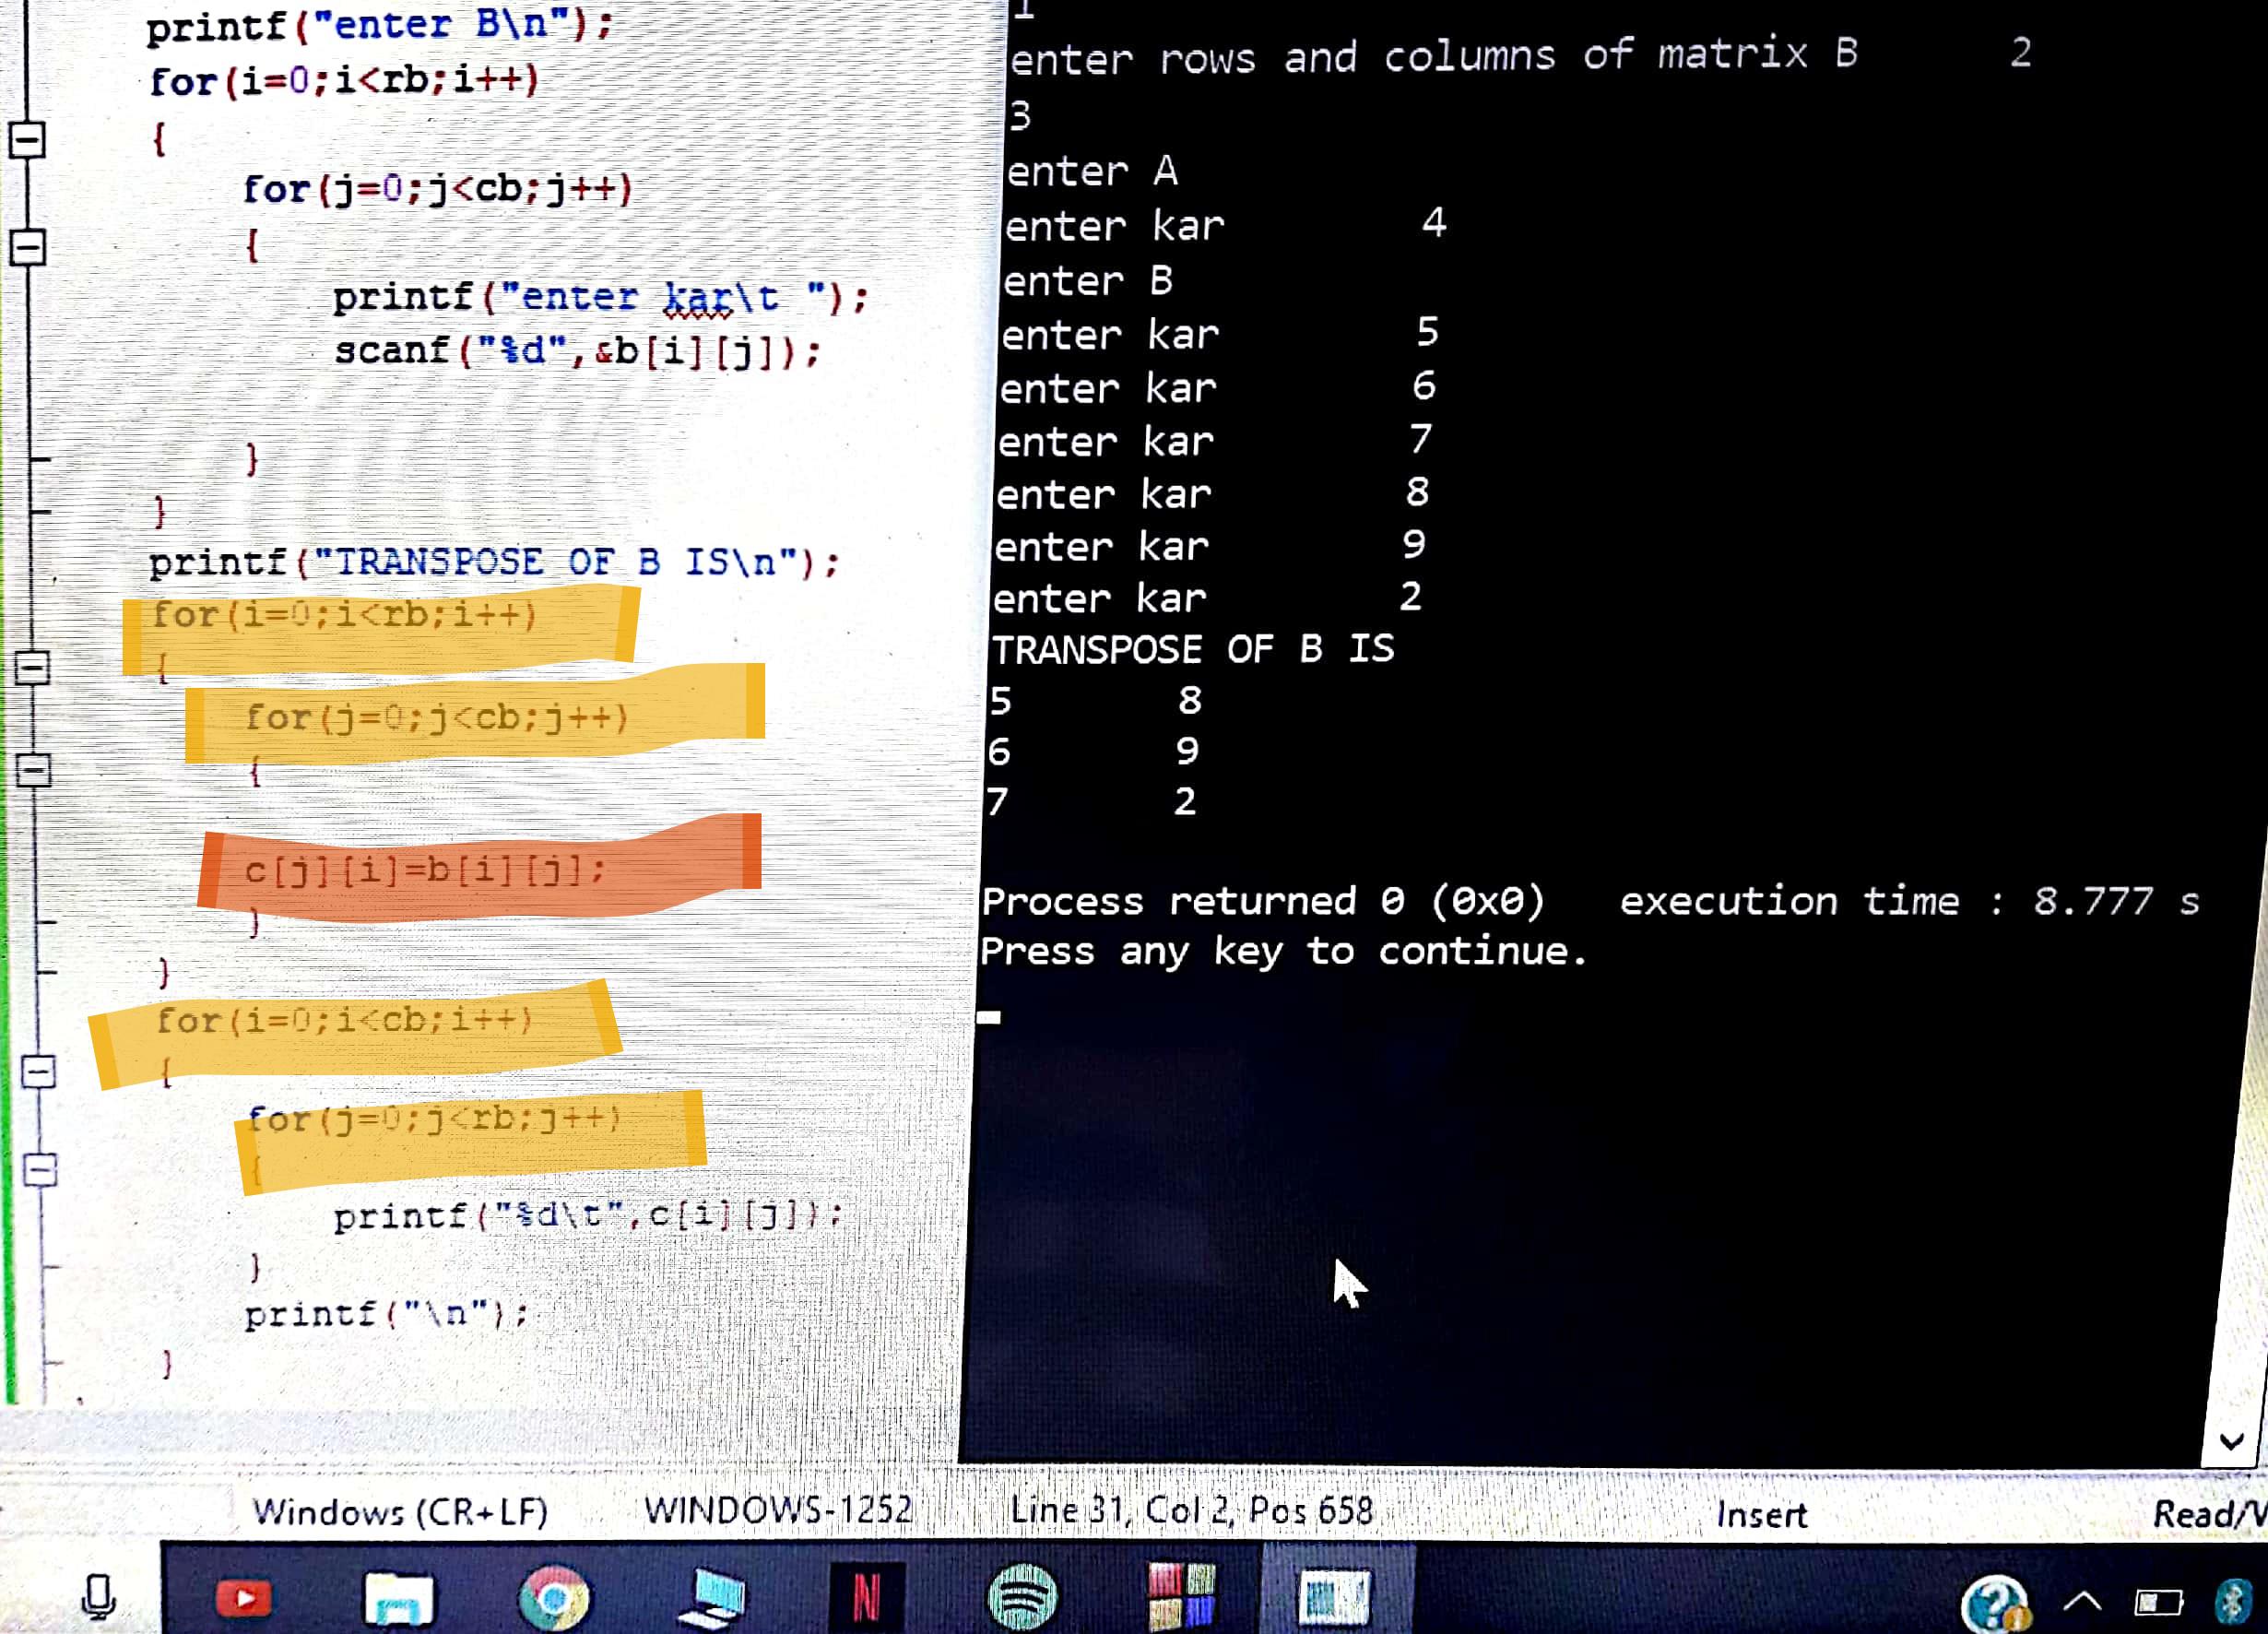 printf("enter B\n");
for(i=0;i<rb;i++)
{
for(j=0;j<cb;j++)
{
printf("enter kar\t ");
scanf("%d",&b[i][j]);
}
}
printf("TRANSPOSE OF B IS\n");
for(i=0;i<rb;i++)
{
for(j=0;j<cb;j++)
{
c[j][i]=b[i][j];
}
}
for(i=0;i<cb;i++)
{
for(j=0;j<rb;j++)
{
printf("%d\t",c[i][j]);
}
printf("\n");
}
1
enter rows and columns of matrix B 2
3
enter A
enter kar 4
enter B
enter kar 5
enter kar 6
enter kar 7
enter kar 8
enter kar 9
enter kar 2
TRANSPOSE OF B IS
5 8
6 9
7 2
Process returned 0 (0x0) execution time : 8.777 s
Press any key to continue.
Windows (CR+LF) WINDOWS-1252 Line 31, Col 2, Pos 658 Insert Read/W
N